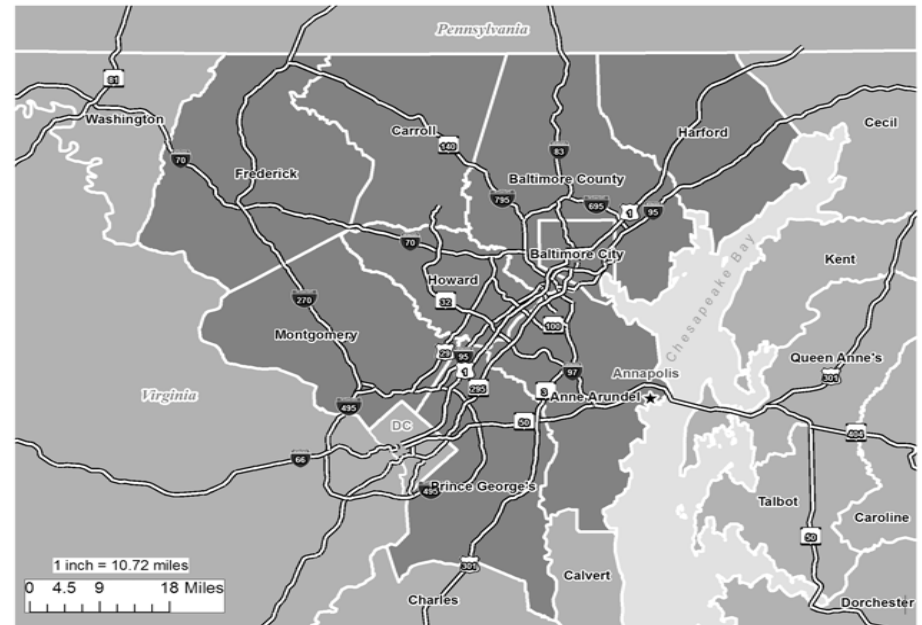 Pennsylvania
81
Washington
Carroll
Harford
Cecil
140
83
70
Frederick
Baltimore County
795
695
1
95
70
Baltimore City
Chesapeake Bay
Kent
Howard
270
32
100
Montgomery
29
95
1
97
Annapolis
Queen Anne's
301
Virginia
295
3
Anne Arundel
495
50
DC
404
66
495
Prince George's
Talbot
Caroline
50
1 inch = 10.72 miles
301
Calvert
0 4.5 9 18 Miles
Charles
Dorchester